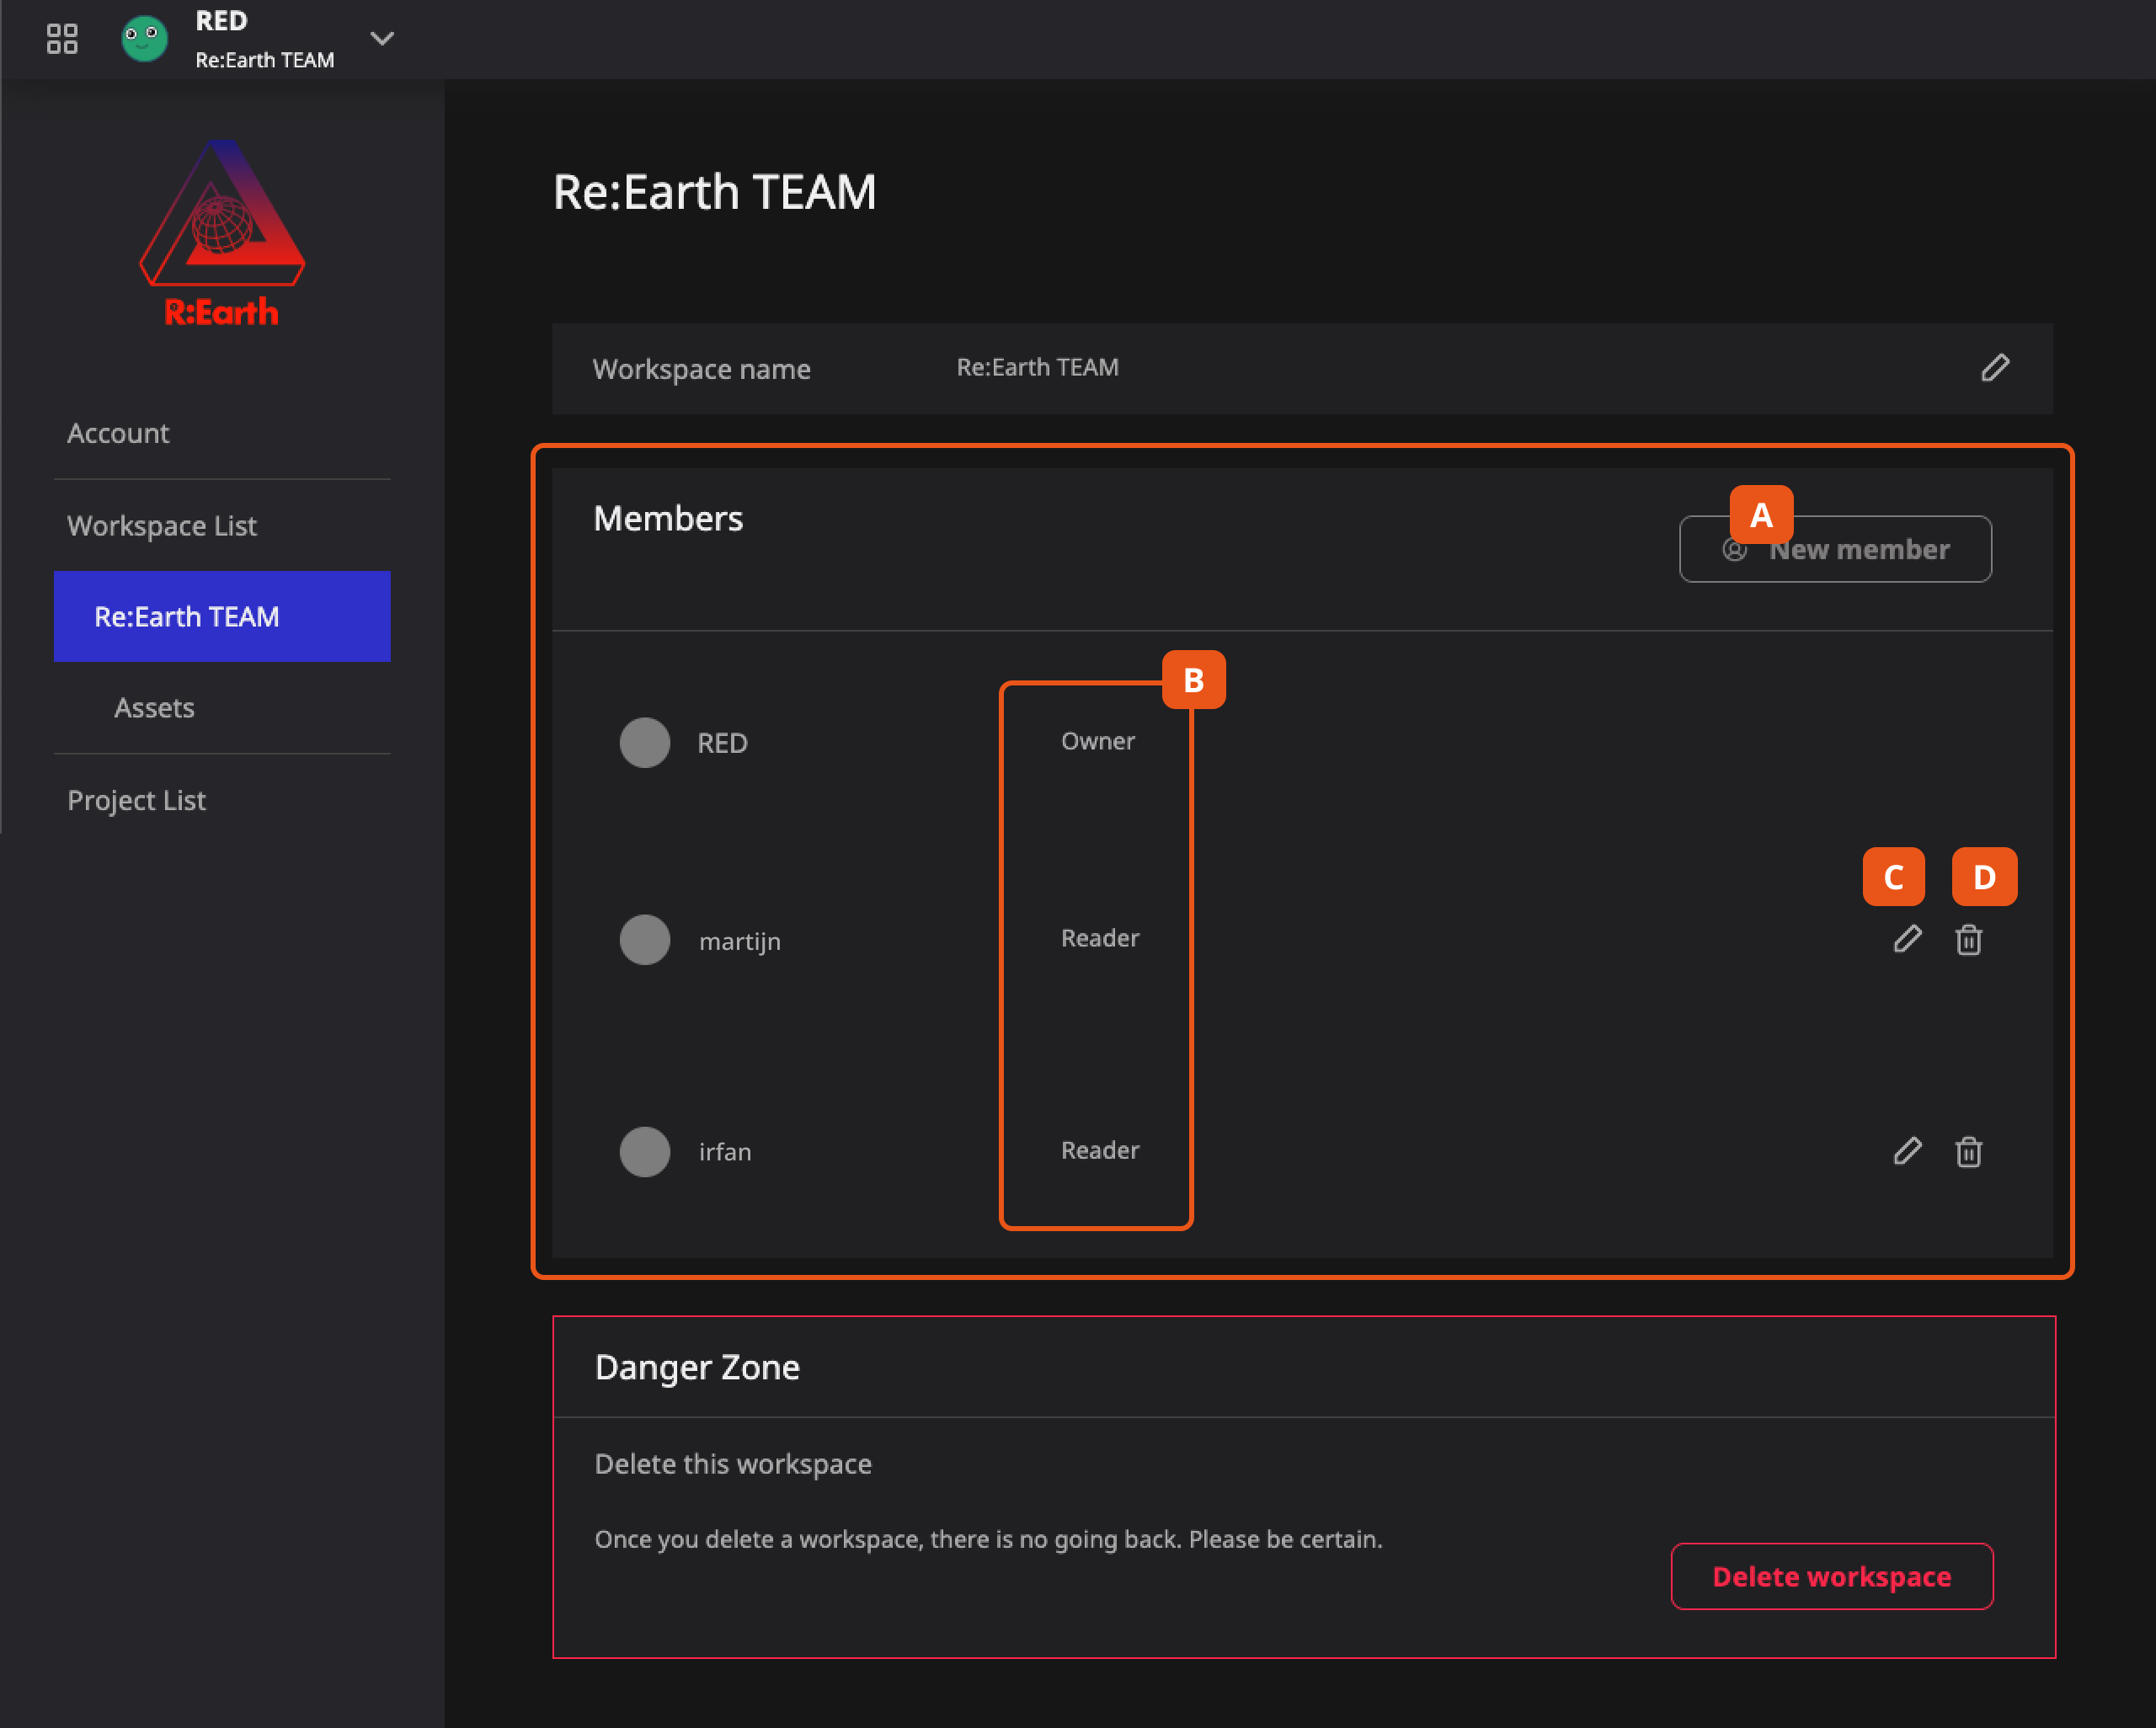 RED
Re:Earth TEAM
R:Earth
Account
Workspace List
Re:Earth TEAM
Assets
Project List
Re:Earth TEAM
Workspace name Re:Earth TEAM
Members
A
New member
B
RED Owner
C D
martijn Reader
irfan Reader
Danger Zone
Delete this workspace
Once you delete a workspace, there is no going back. Please be certain.
Delete workspace